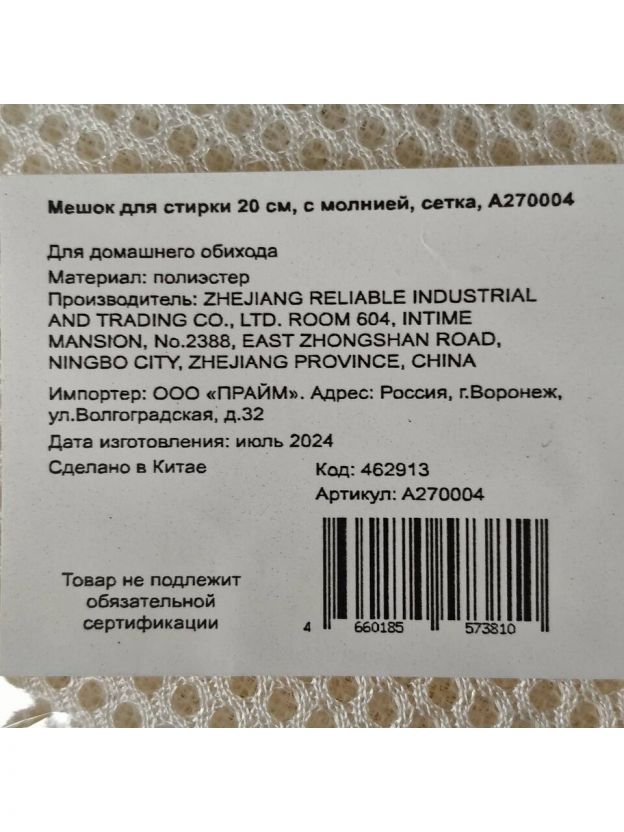 Мешок для стирки 20 см, с молнией, сетка, А270004
Для домашнего обихода
Материал: полиэстер
Производитель: ZHEJIANG RELIABLE INDUSTRIAL
AND TRADING CO., LTD. ROOM 604, INTIME
MANSION, No.2388, EAST ZHONGSHAN ROAD,
NINGBO CITY, ZHEJIANG PROVINCE, CHINA
Импортер: ООО «ПРАЙМ». Адрес: Россия, г.Воронеж,
ул.Волгоградская, д.32
Дата изготовления: июль 2024
Сделано в Китае
Код: 462913
Артикул: А270004
Товар не подлежит
обязательной
сертификации
4 660185 573810